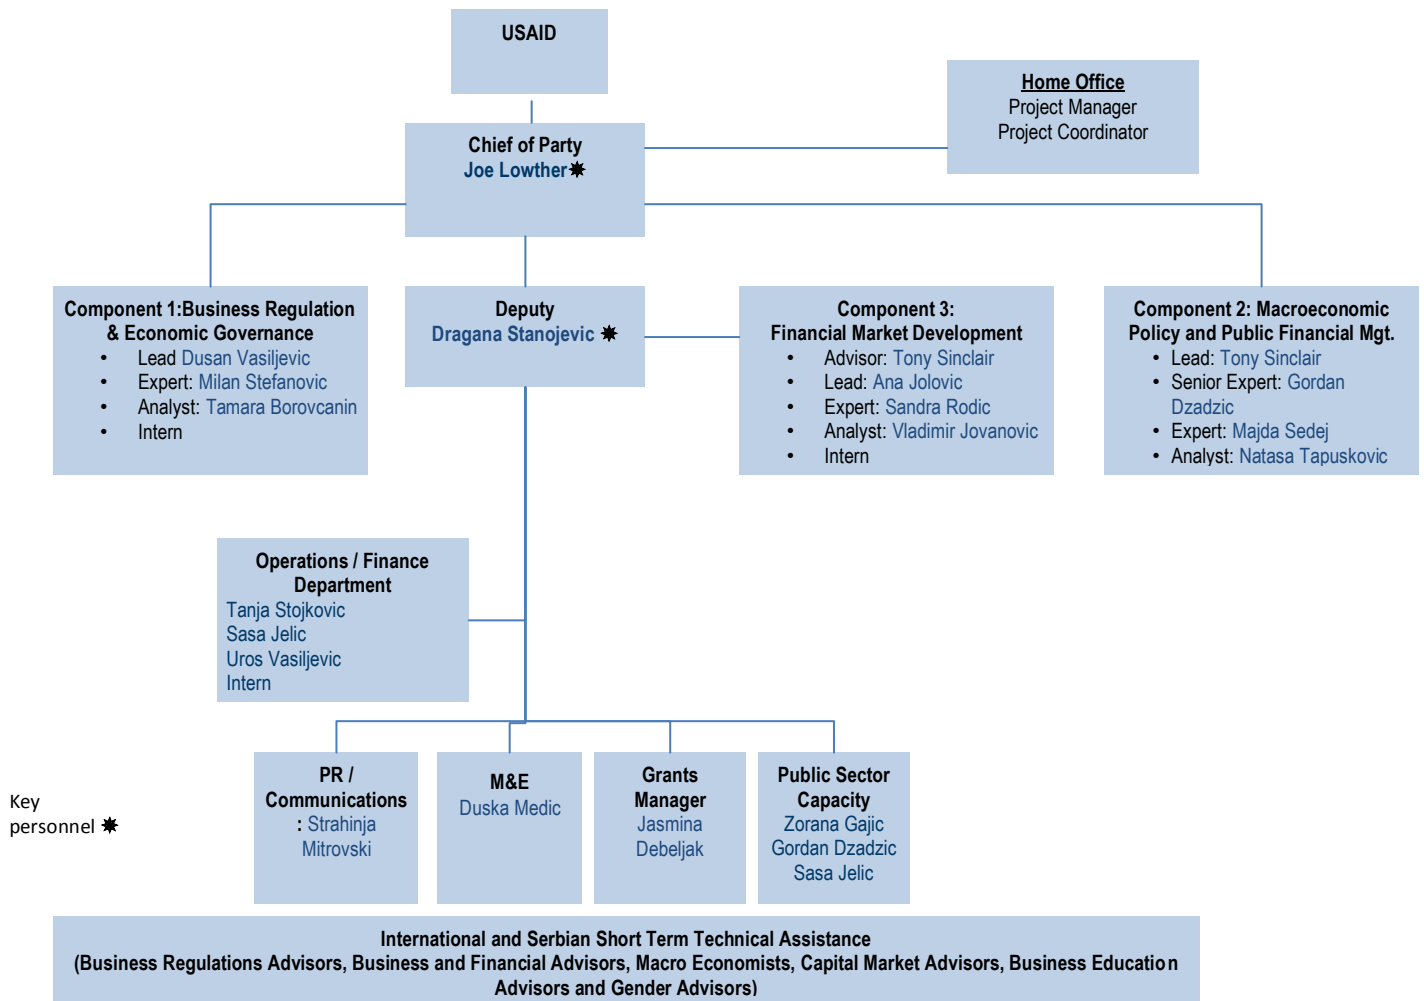 USAID
Home Office
Project Manager
Project Coordinator
Chief of Party
Joe Lowther
Component 1:Business Regulation
& Economic Governance
• Lead Dusan Vasiljevic
• Expert: Milan Stefanovic
• Analyst: Tamara Borovcanin
• Intern
Deputy
Dragana Stanojevic
Component 3:
Financial Market Development
• Advisor: Tony Sinclair
• Lead: Ana Jolovic
• Expert: Sandra Rodic
• Analyst: Vladimir Jovanovic
• Intern
Component 2: Macroeconomic
Policy and Public Financial Mgt.
• Lead: Tony Sinclair
• Senior Expert: Gordan
Dzadzic
• Expert: Majda Sedej
• Analyst: Natasa Tapuskovic
Operations / Finance
Department
Tanja Stojkovic
Sasa Jelic
Uros Vasiljevic
Intern
PR /
Communications
: Strahinja
Mitrovski
M&E
Duska Medic
Grants
Manager
Jasmina
Debeljak
Public Sector
Capacity
Zorana Gajic
Gordan Dzadzic
Sasa Jelic
Key
personnel
International and Serbian Short Term Technical Assistance
(Business Regulations Advisors, Business and Financial Advisors, Macro Economists, Capital Market Advisors, Business Education
Advisors and Gender Advisors)